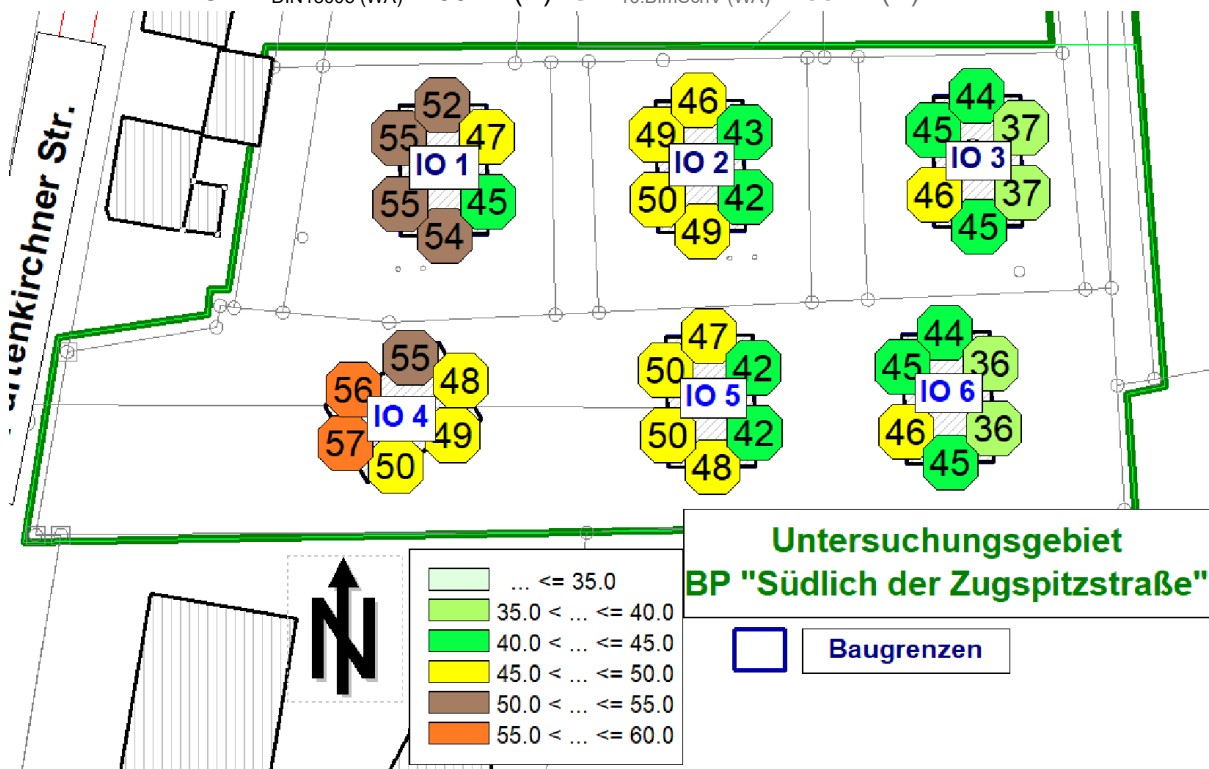 DIN18005 (WA)
52
55 47
IO 1
55 45
54
46
49 43
IO 2
50 42
49
44
45 37
IO 3
46 37
45
55
56 48
IO 4
57 49
50
47
50 42
IO 5
50 42
48
44
45 36
IO 6
46 36
45
N
Untersuchungsgebiet
BP "Südlich der Zugspitzstraße"
Baugrenzen
... <= 35.0
35.0 < ... <= 40.0
40.0 < ... <= 45.0
45.0 < ... <= 50.0
50.0 < ... <= 55.0
55.0 < ... <= 60.0